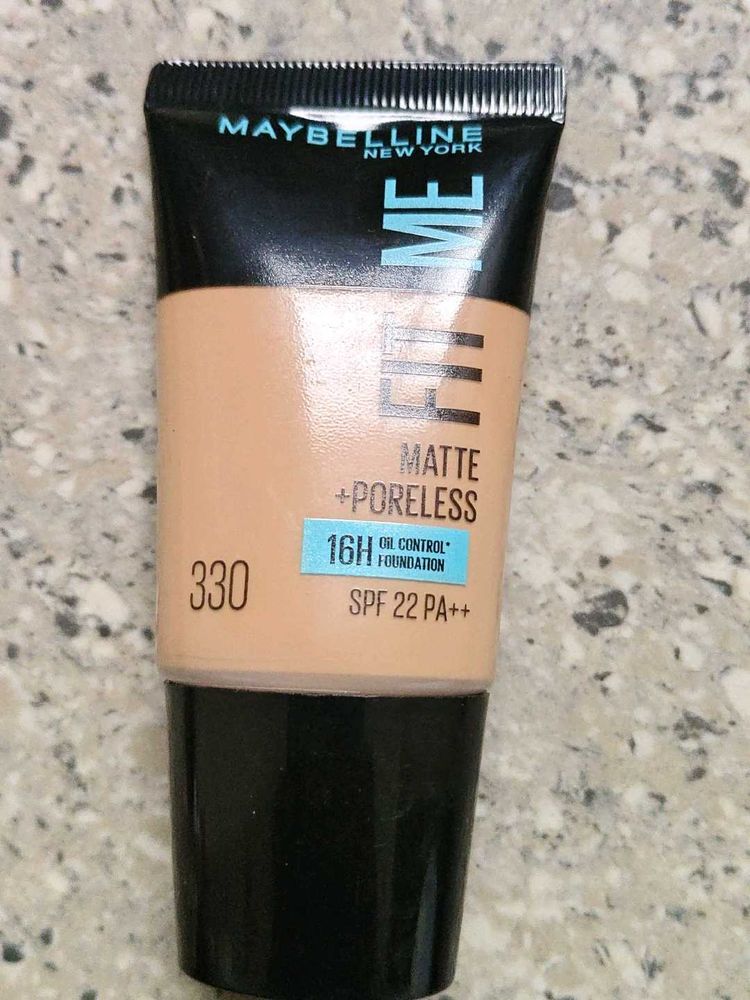 MAYBELLINE
NEW YORK
FIT ME
MATTE
+PORELESS
16H OIL CONTROL*
FOUNDATION
330
SPF 22 PA++